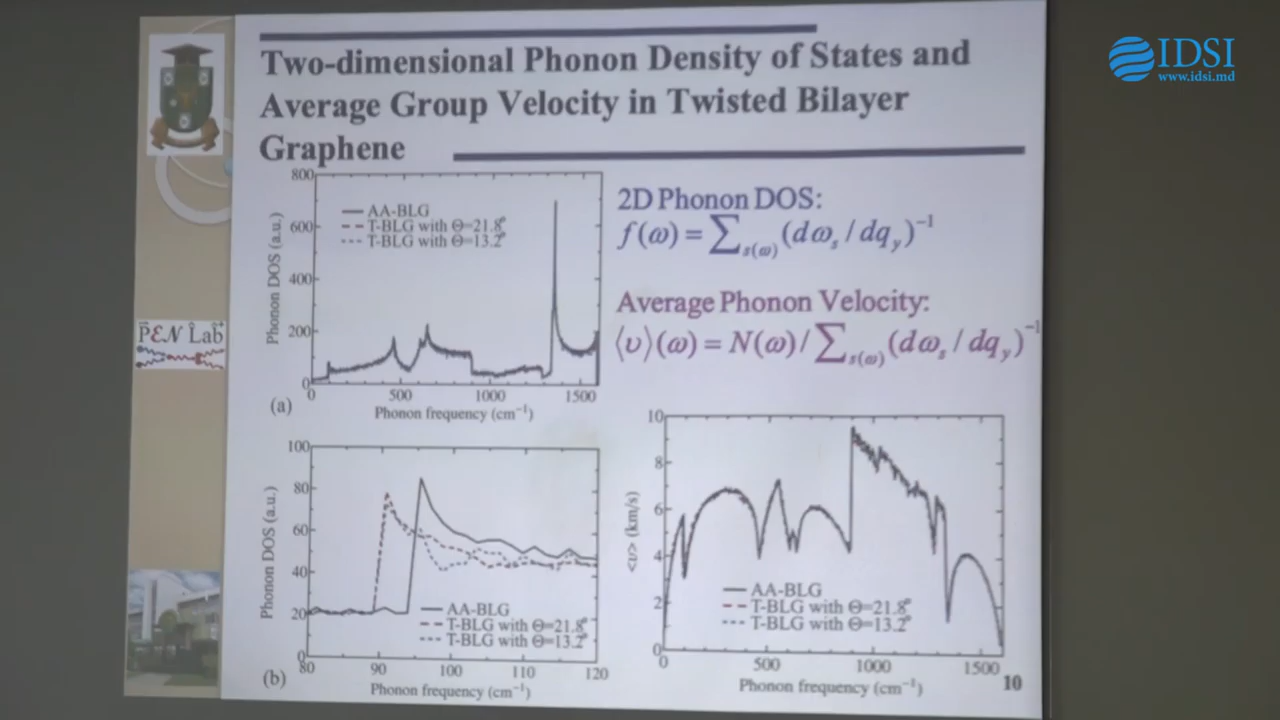 IDSI
www.idsi.md
Two-dimensional Phonon Density of States and
Average Group Velocity in Twisted Bilayer
Graphene
PEN Lab
800
600
400
200
0
0
500
1000
1500
Phonon DOS (a.u.)
Phonon frequency (cm⁻¹)
(a)
AA-BLG
T-BLG with Θ=21.8°
T-BLG with Θ=13.2°
2D Phonon DOS:
f(ω) = ∑s(ω) (dωs / dqy)⁻¹
Average Phonon Velocity:
⟨υ⟩(ω) = N(ω) / ∑s(ω) (dωs / dqy)⁻¹
100
80
60
40
20
0
80
90
100
110
120
Phonon DOS (a.u.)
Phonon frequency (cm⁻¹)
(b)
AA-BLG
T-BLG with Θ=21.8°
T-BLG with Θ=13.2°
10
8
6
4
2
0
0
500
1000
1500
<υ> (km/s)
Phonon frequency (cm⁻¹)
AA-BLG
T-BLG with Θ=21.8°
T-BLG with Θ=13.2°
10